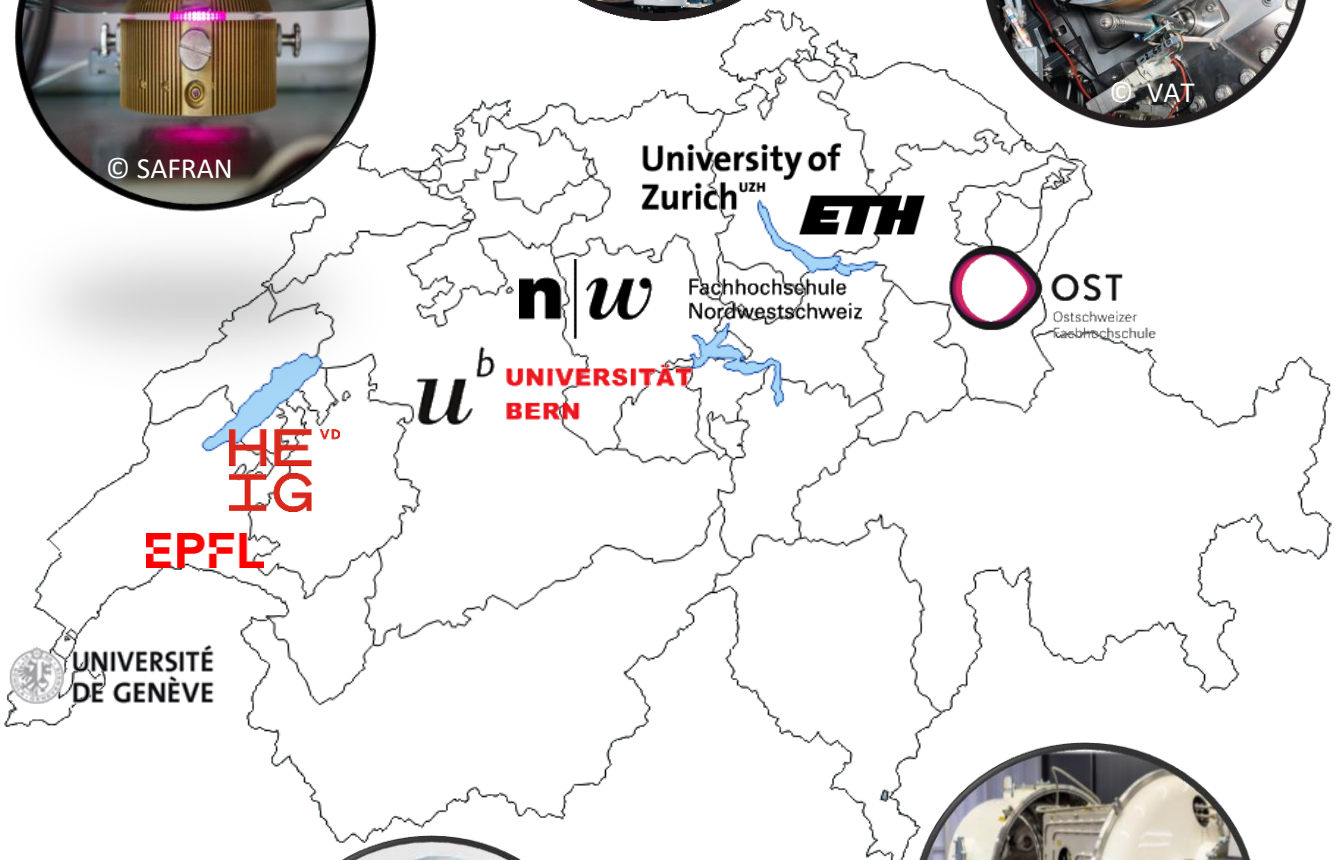 © VAT
© SAFRAN
University of
Zurich UZH
ETH
n|w Fachhochschule
Nordwestschweiz
OST
Ostschweizer
Fachhochschule
u b UNIVERSITÄT
BERN
HE VD
IG
EPFL
UNIVERSITÉ
DE GENÈVE